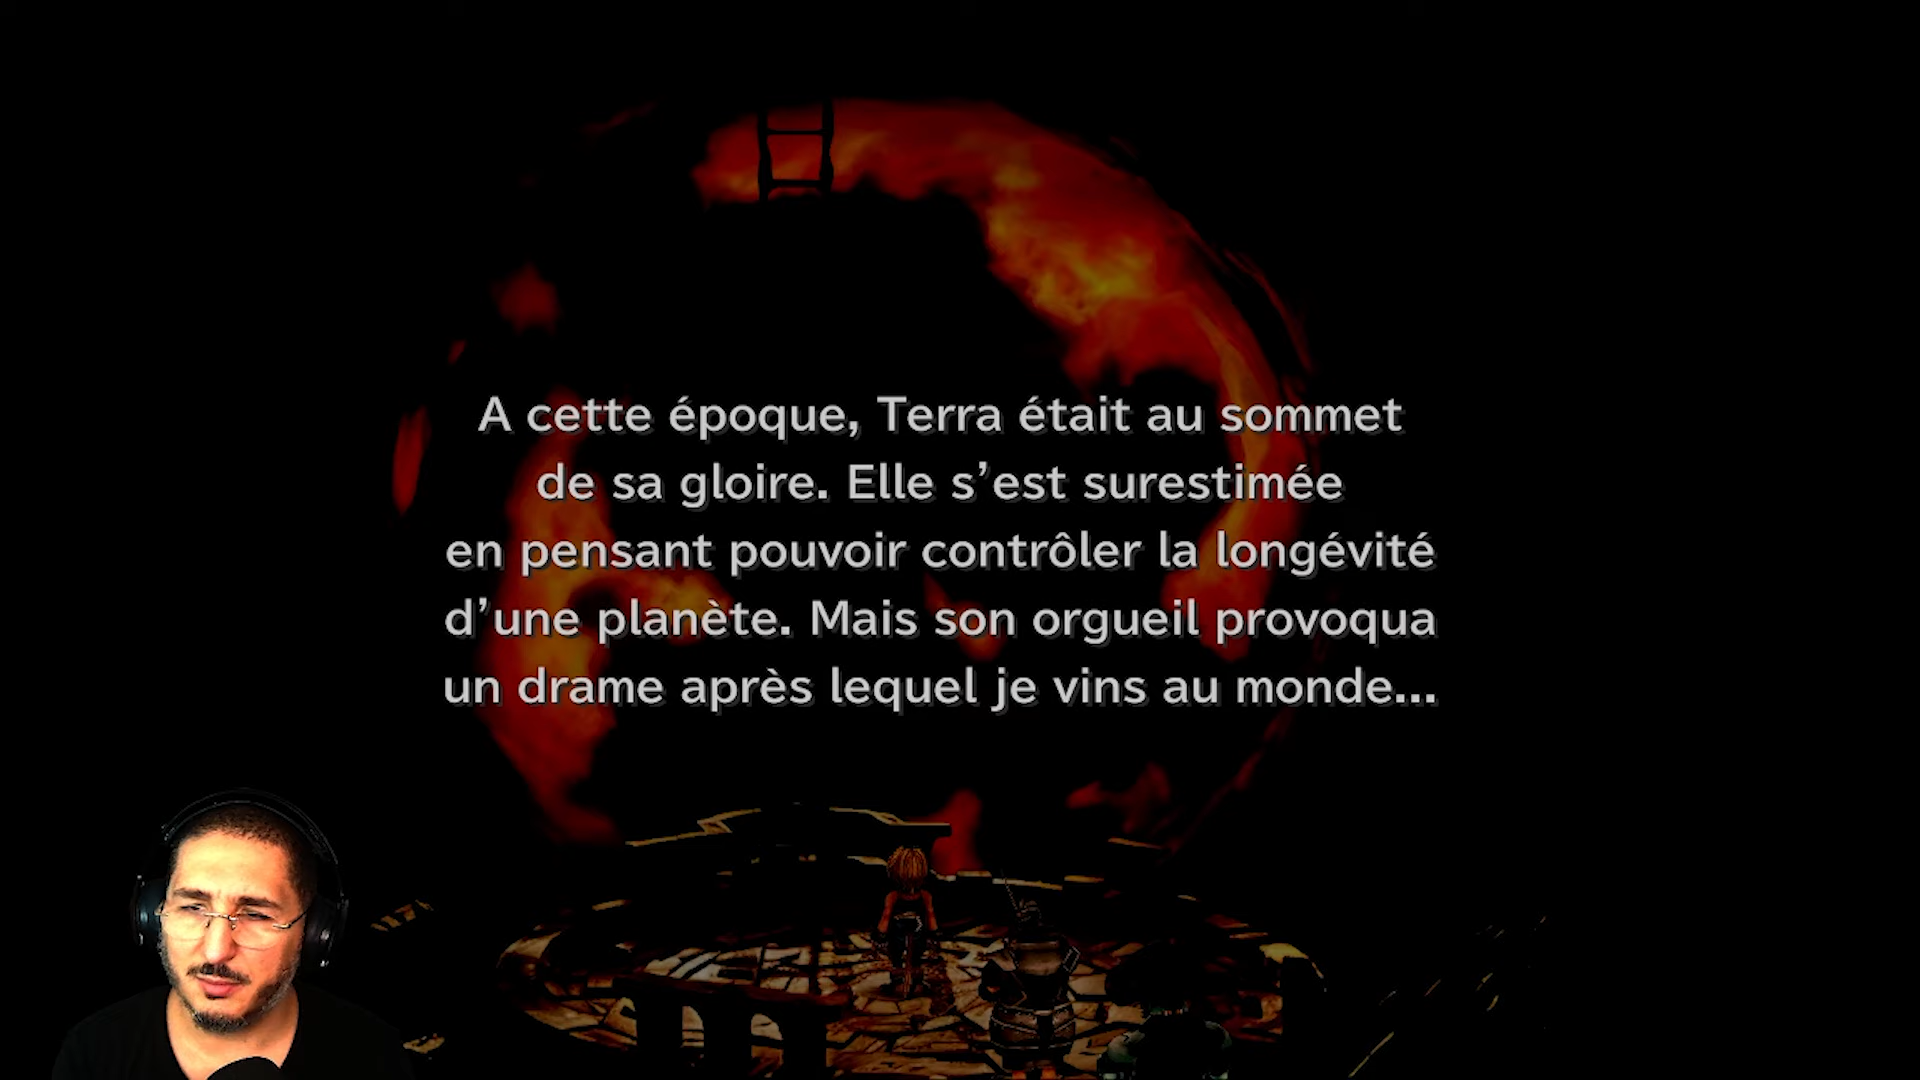 A cette époque, Terra était au sommet
de sa gloire. Elle s’est surestimée
en pensant pouvoir contrôler la longévité
d’une planète. Mais son orgueil provoqua
un drame après lequel je vins au monde...